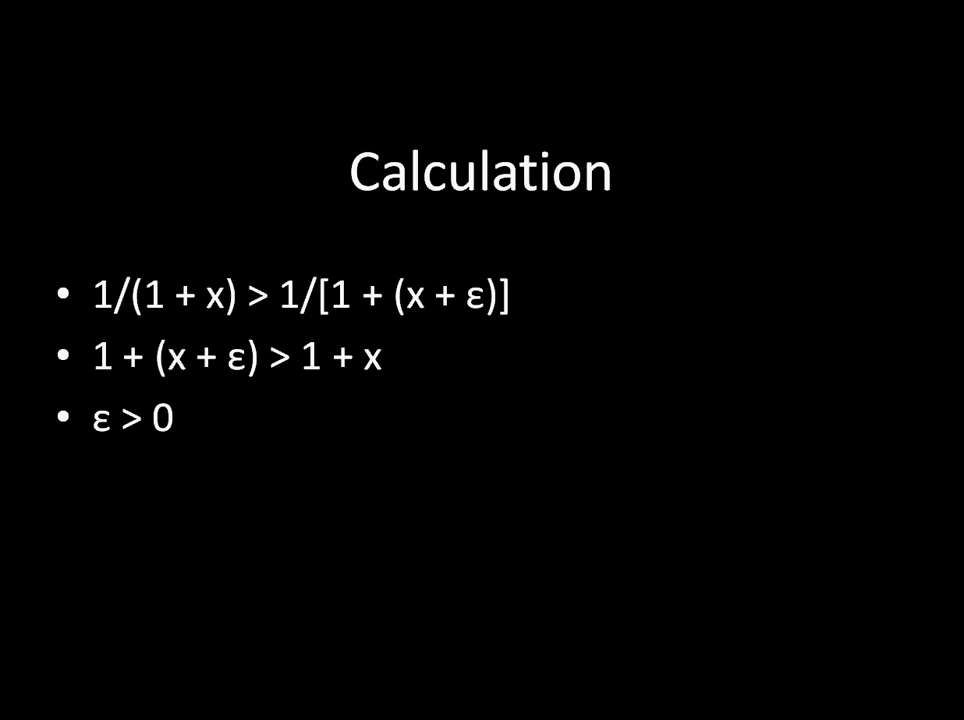 Calculation
• 1/(1 + x) > 1/[1 + (x + ε)]
• 1 + (x + ε) > 1 + x
• ε > 0